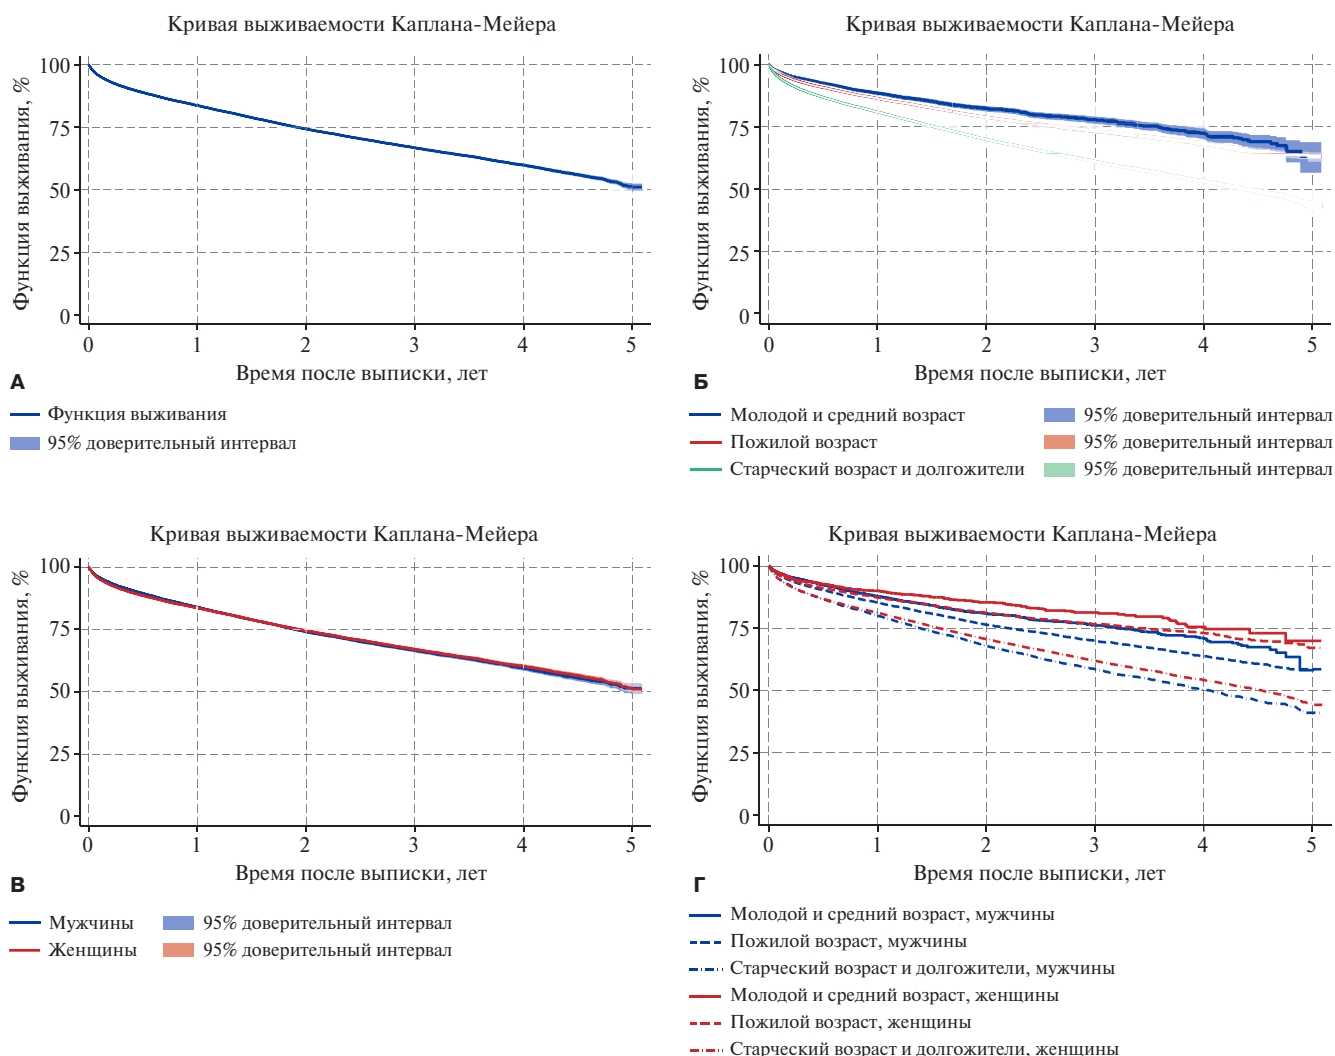 Кривая выживаемости Каплана-Мейера
Функция выживания, %
100
75
50
25
0
0 1 2 3 4 5
Время после выписки, лет
А
Функция выживания
95% доверительный интервал
Кривая выживаемости Каплана-Мейера
Функция выживания, %
100
75
50
25
0
0 1 2 3 4 5
Время после выписки, лет
Б
Молодой и средний возраст 95% доверительный интервал
Пожилой возраст 95% доверительный интервал
Старческий возраст и долгожители 95% доверительный интервал
Кривая выживаемости Каплана-Мейера
Функция выживания, %
100
75
50
25
0
0 1 2 3 4 5
Время после выписки, лет
В
Мужчины 95% доверительный интервал
Женщины 95% доверительный интервал
Кривая выживаемости Каплана-Мейера
Функция выживания, %
100
75
50
25
0
0 1 2 3 4 5
Время после выписки, лет
Г
Молодой и средний возраст, мужчины
Пожилой возраст, мужчины
Старческий возраст и долгожители, мужчины
Молодой и средний возраст, женщины
Пожилой возраст, женщины
Старческий возраст и долгожители, женщины